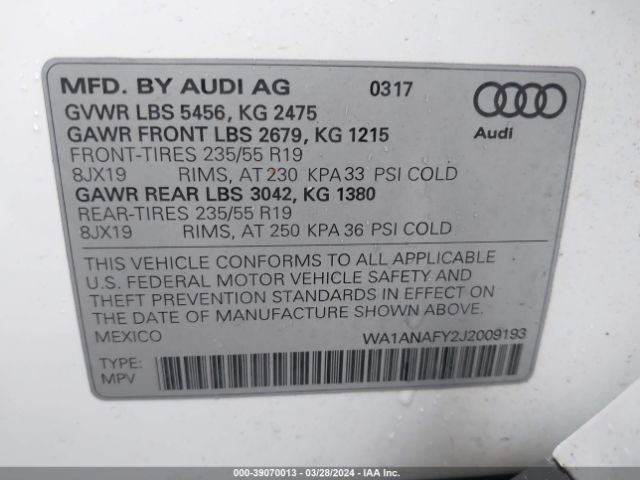 MFD. BY AUDI AG 0317
GVWR LBS 5456, KG 2475
GAWR FRONT LBS 2679, KG 1215
Audi
FRONT-TIRES 235/55 R19
8JX19 RIMS, AT 230 KPA 33 PSI COLD
GAWR REAR LBS 3042, KG 1380
REAR-TIRES 235/55 R19
8JX19 RIMS, AT 250 KPA 36 PSI COLD
THIS VEHICLE CONFORMS TO ALL APPLICABLE
U.S. FEDERAL MOTOR VEHICLE SAFETY AND
THEFT PREVENTION STANDARDS IN EFFECT ON
THE DATE OF MANUFACTURE SHOWN ABOVE.
MEXICO WA1ANAFY2J2009193
TYPE:
MPV
000-39070013 - 03/28/2024 - IAA Inc.